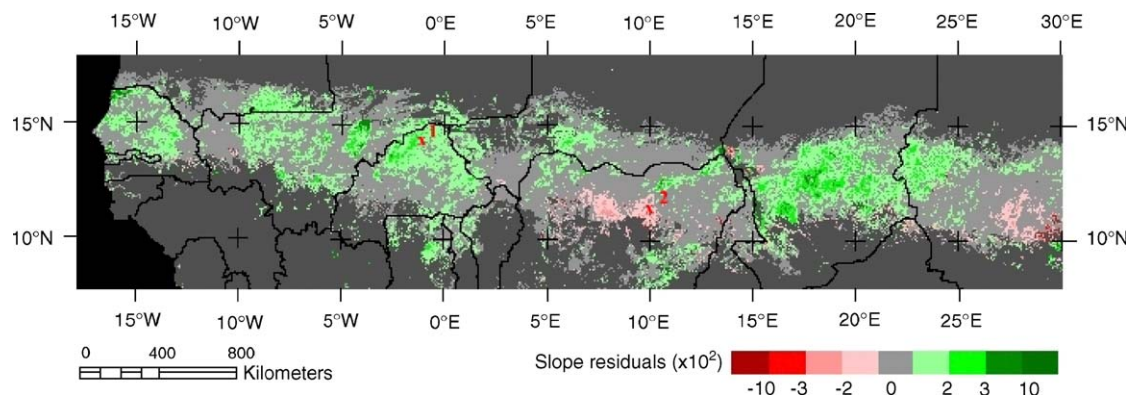 15°W 10°W 5°W 0°E 5°E 10°E 15°E 20°E 25°E 30°E
15°N 15°N
1
2
10°N 10°N
15°W 10°W 5°W 0°E 5°E 10°E 15°E 20°E 25°E
0 400 800
Kilometers
Slope residuals (x10²)
-10 -3 -2 0 2 3 10